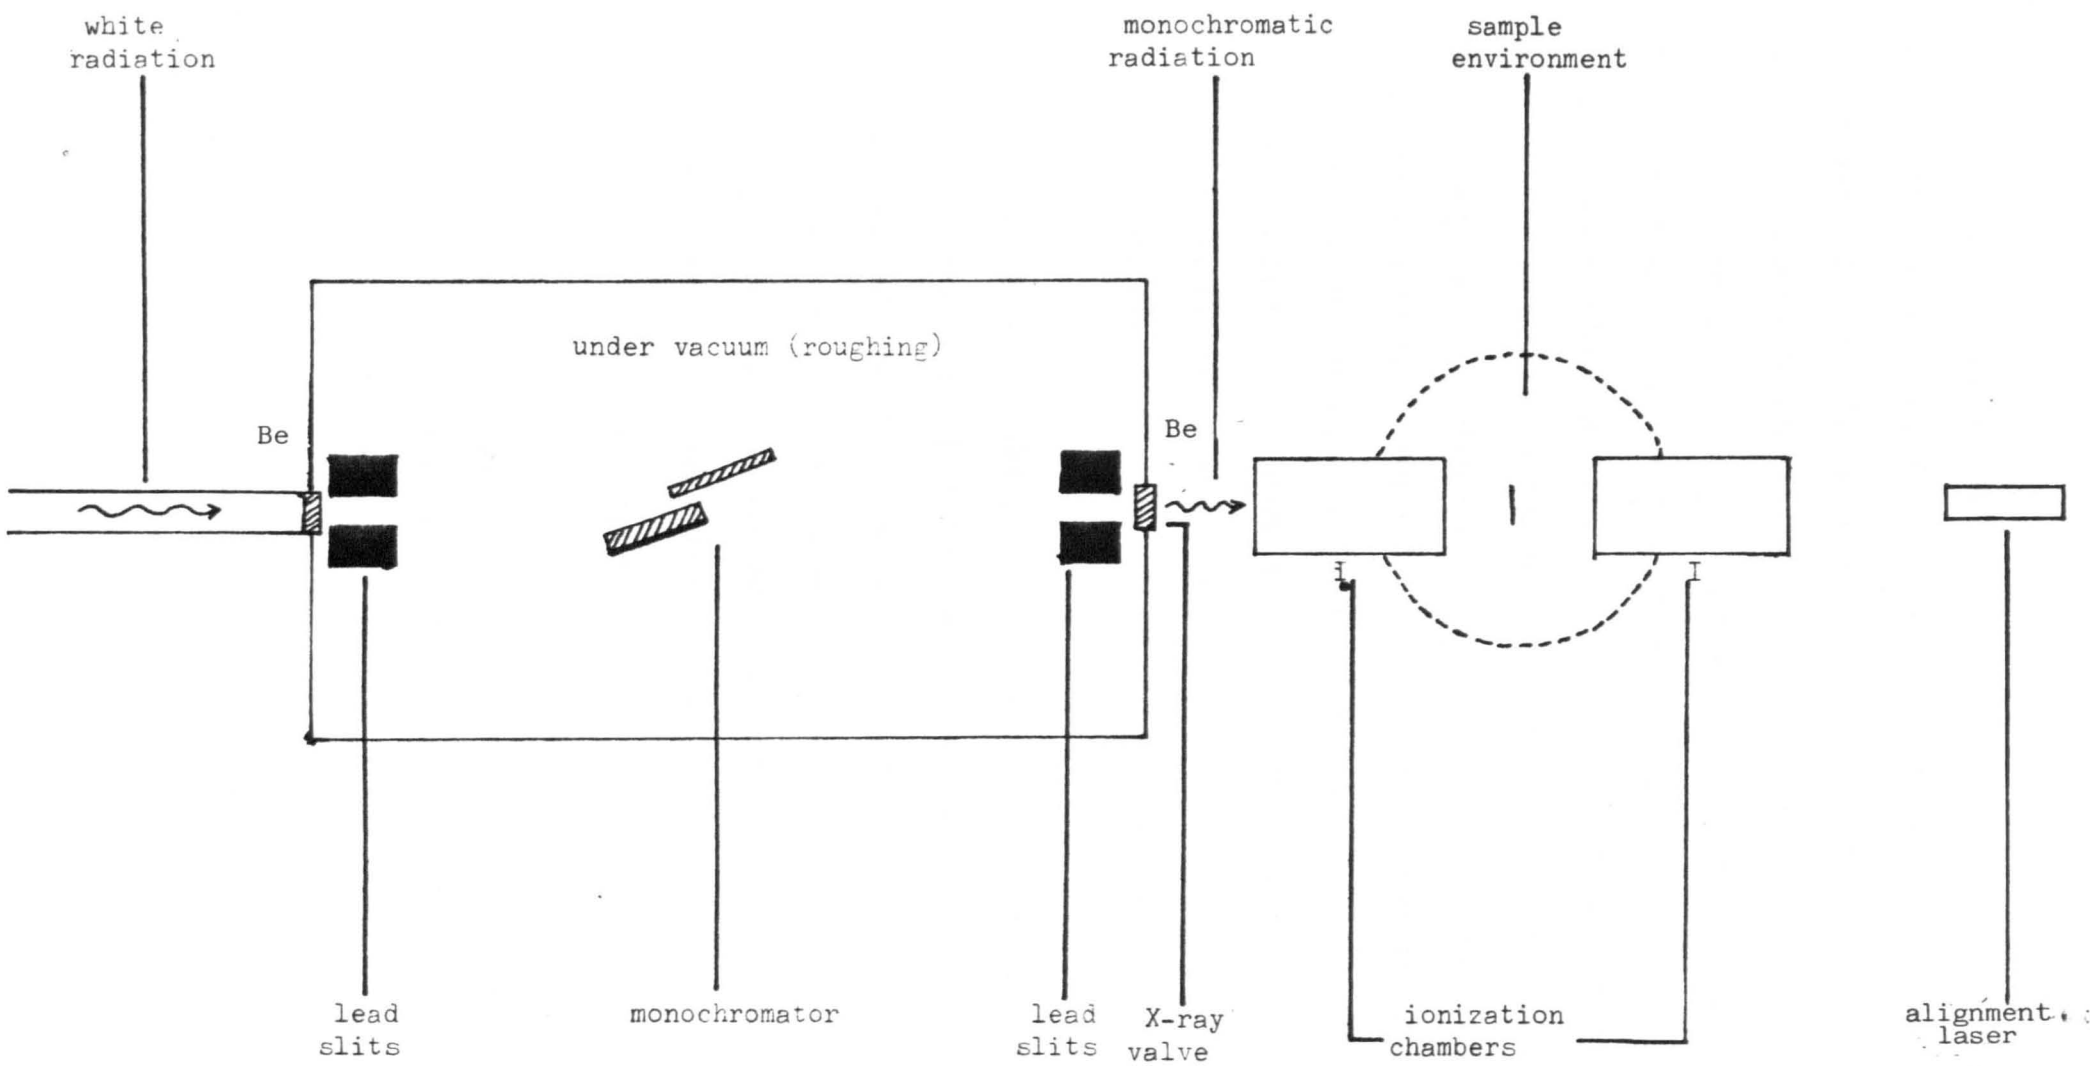 white
radiation
monochromatic
radiation
sample
environment
under vacuum (roughing)
Be
Be
I
I
lead
slits
monochromator
lead
slits
X-ray
valve
ionization
chambers
alignment
laser